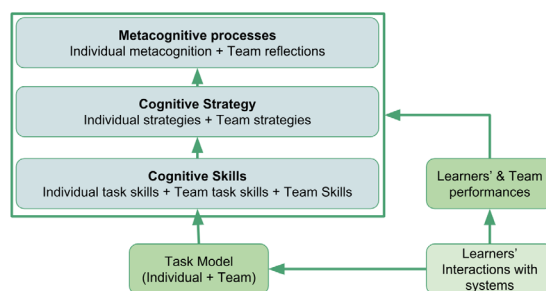 Metacognitive processes
Individual metacognition + Team reflections
Cognitive Strategy
Individual strategies + Team strategies
Cognitive Skills
Individual task skills + Team task skills + Team Skills
Learners' & Team
performances
Task Model
(Individual + Team)
Learners'
Interactions with
systems